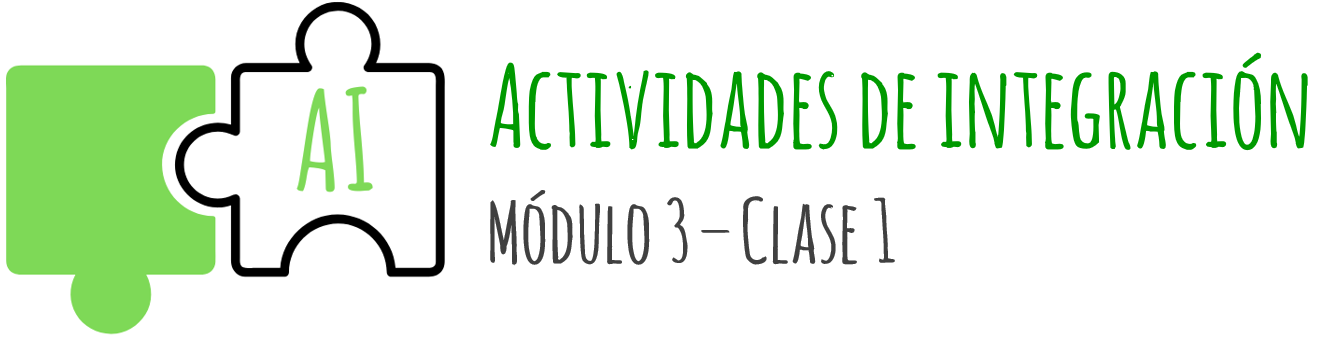 AI
Actividades de integración
Módulo 3 – Clase 1